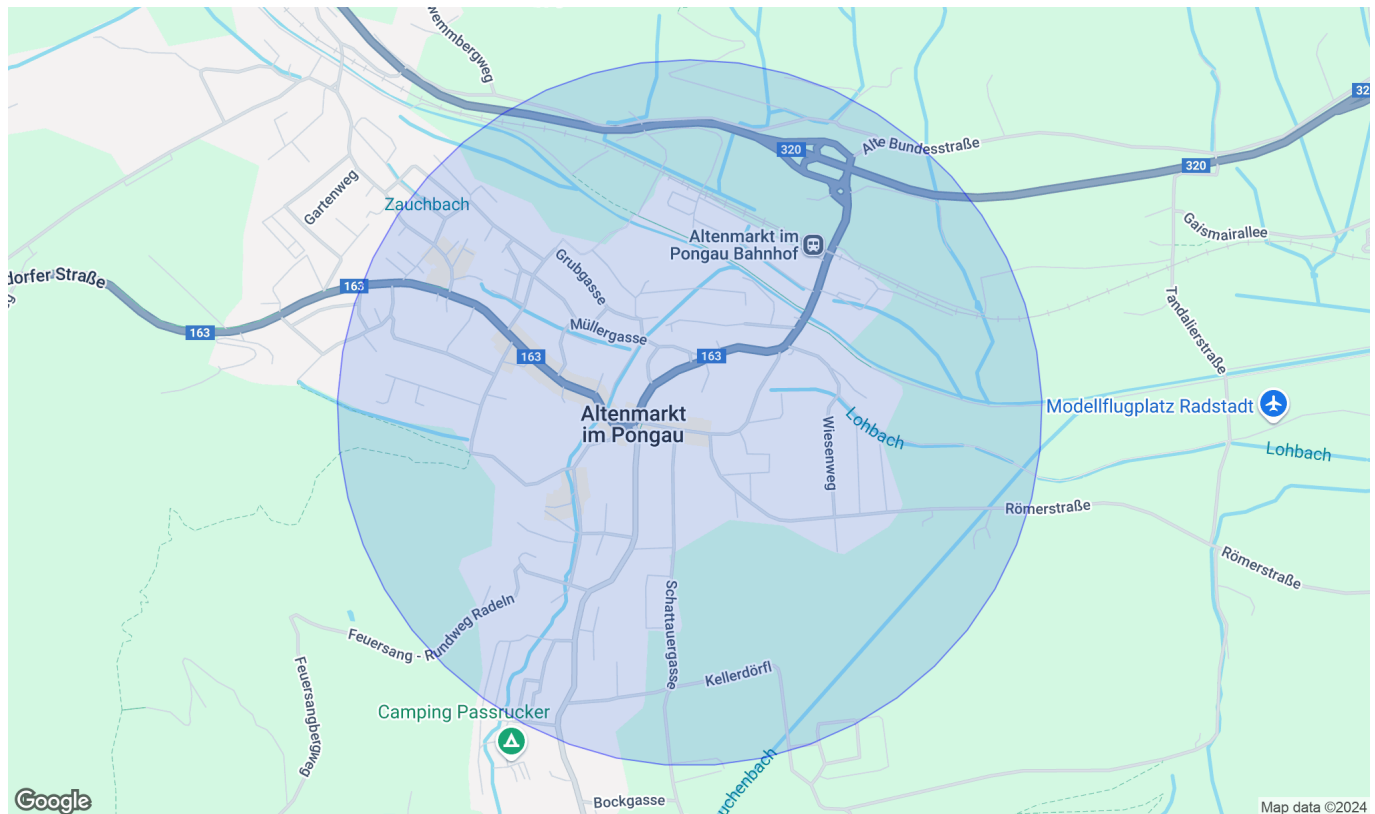 Wemmbergweg
320
320
Alte Bundesstraße
320
Gartenweg
Zauchbach
Gaismairallee
Altenmarkt im
Pongau Bahnhof
Grubgasse
dorfer Straße
163
163
Müllergasse
Tandalierstraße
163
163
Altenmarkt
im Pongau
Modellflugplatz Radstadt
Lohbach
Wiesenweg
Lohbach
Römerstraße
Römerstraße
Schattauergasse
Feuersang - Rundweg Radeln
Feuersangbergweg
Kellerdörfl
Camping Passrucker
uchenbach
Bockgasse
Google
Map data ©2024